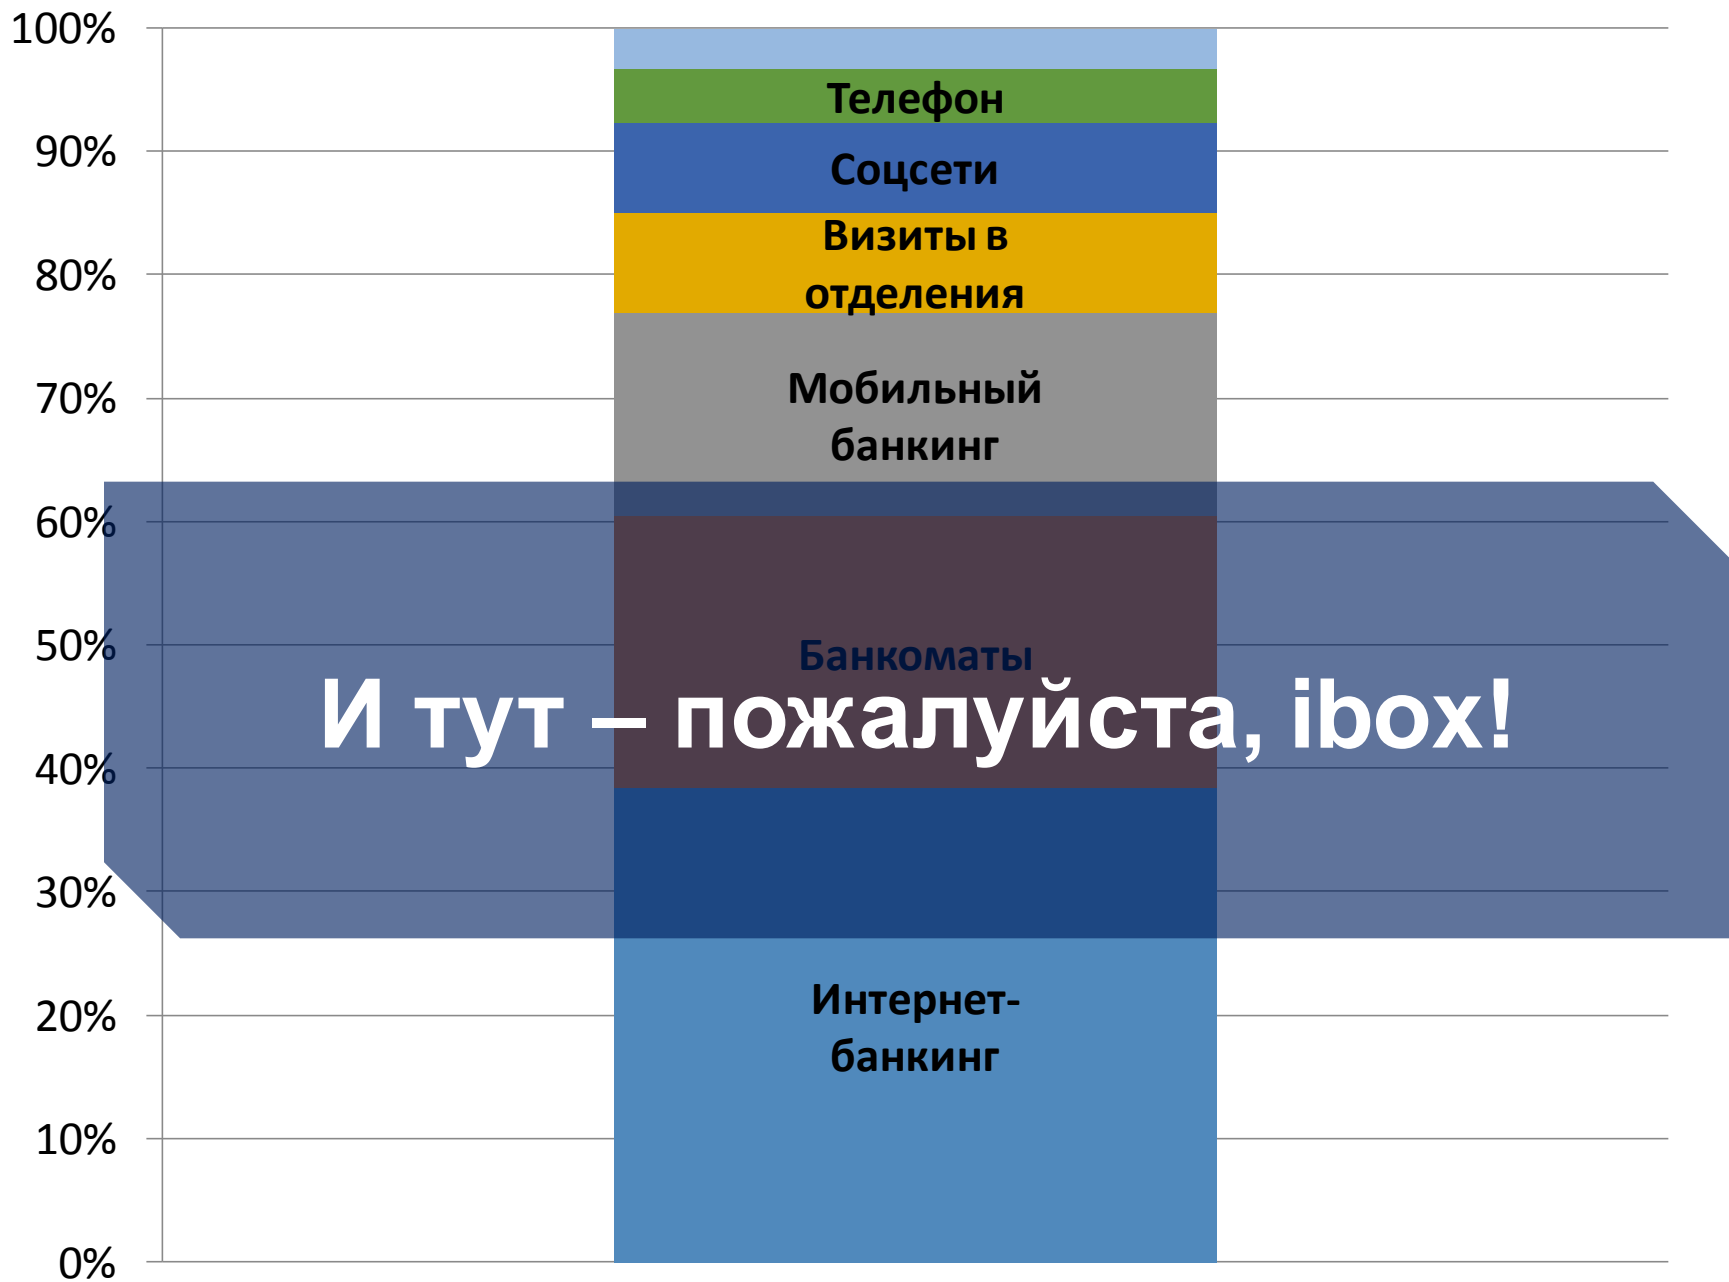 100%
90%
80%
70%
60%
50%
40%
30%
20%
10%
0%
Телефон
Соцсети
Визиты в
отделения
Мобильный
банкинг
Банкоматы
И тут – пожалуйста, ibox!
Интернет-
банкинг